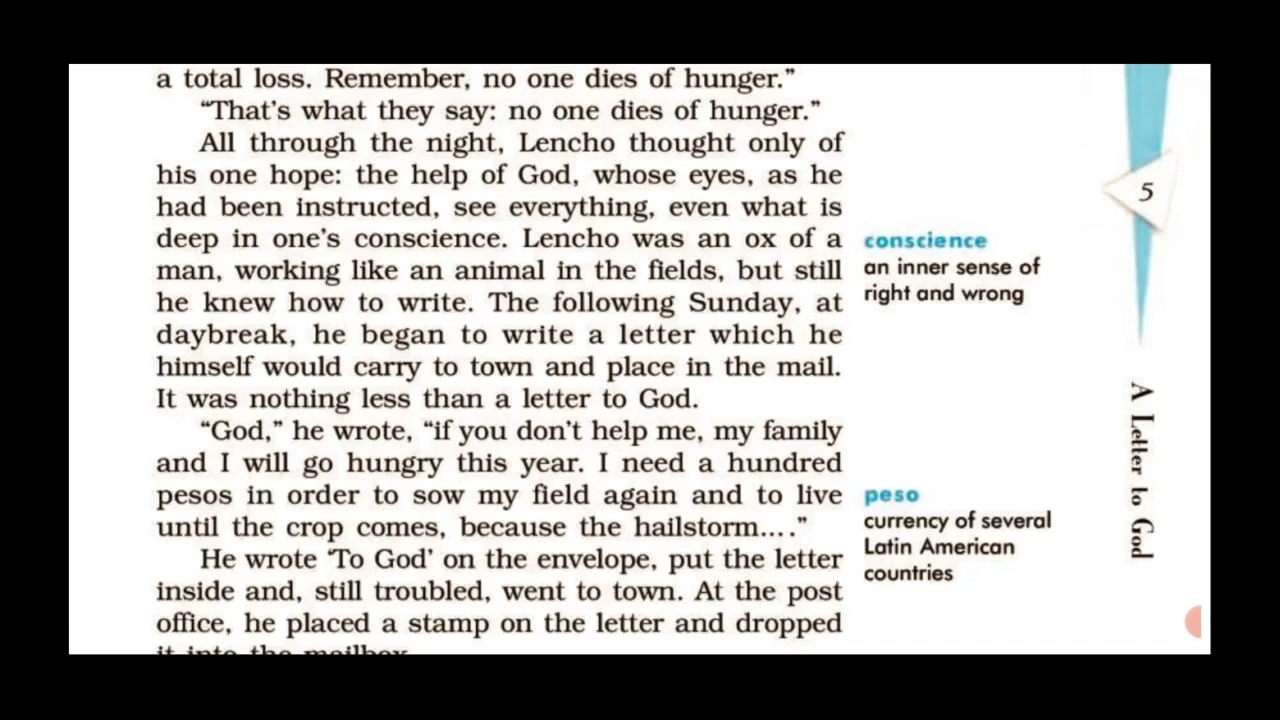 a total loss. Remember, no one dies of hunger.”
“That’s what they say: no one dies of hunger.”
All through the night, Lencho thought only of
his one hope: the help of God, whose eyes, as he
had been instructed, see everything, even what is
deep in one’s conscience. Lencho was an ox of a
man, working like an animal in the fields, but still
he knew how to write. The following Sunday, at
daybreak, he began to write a letter which he
himself would carry to town and place in the mail.
It was nothing less than a letter to God.
“God,” he wrote, “if you don’t help me, my family
and I will go hungry this year. I need a hundred
pesos in order to sow my field again and to live
until the crop comes, because the hailstorm....”
He wrote ‘To God’ on the envelope, put the letter
inside and, still troubled, went to town. At the post
office, he placed a stamp on the letter and dropped
it into the mailbox.
conscience
an inner sense of
right and wrong
peso
currency of several
Latin American
countries
5
A Letter to God